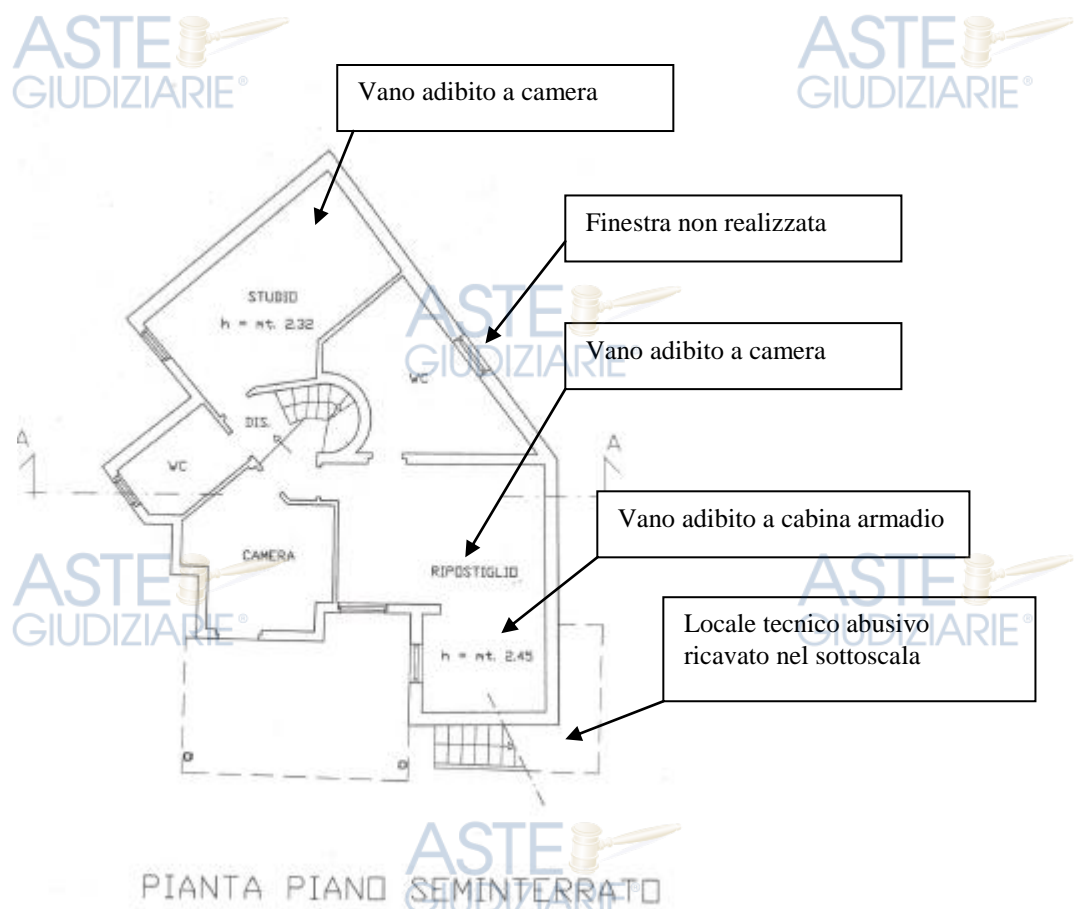 ASTE
GIUDIZIARIE®
ASTE
GIUDIZIARIE®
Vano adibito a camera
Finestra non realizzata
STUDIO
h = mt. 2.32
ASTE
GIUDIZIARIE®
Vano adibito a camera
WC
DIS.
A
A
WC
Vano adibito a cabina armadio
CAMERA
RIPOSTIGLIO
ASTE
GIUDIZIARIE®
ASTE
GIUDIZIARIE®
Locale tecnico abusivo
ricavato nel sottoscala
h = mt. 2.45
ASTE
GIUDIZIARIE®
PIANTA PIANO SEMINTERRATO